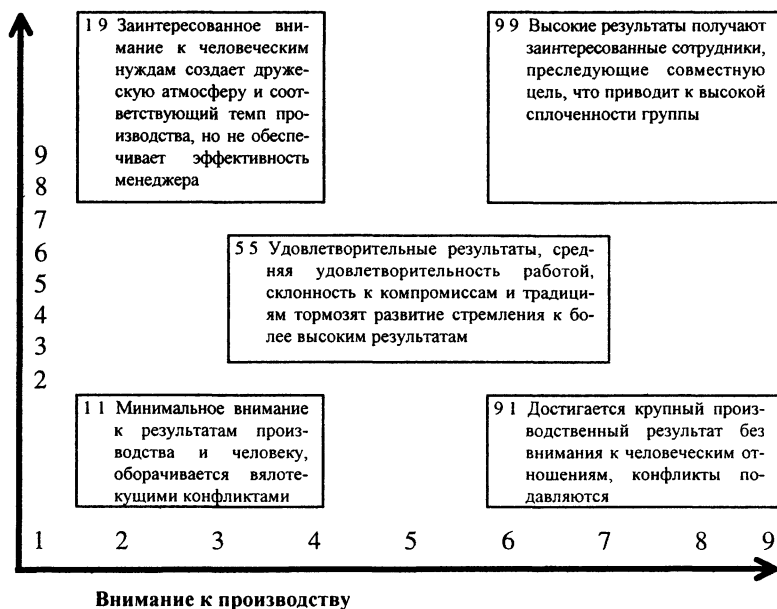 1 9 Заинтересованное вни-
мание к человеческим
нуждам создает друже-
скую атмосферу и соот-
ветствующий темп про-
изводства, но не обеспе-
чивает эффективность
менеджера
9 9 Высокие результаты получают
заинтересованные сотрудники,
преследующие совместную
цель, что приводит к высокой
сплоченности группы
9
8
7
6
5
4
3
2
5 5 Удовлетворительные результаты, сред-
няя удовлетворительность работой,
склонность к компромиссам и традици-
ям тормозят развитие стремления к бо-
лее высоким результатам
1 1 Минимальное внимание
к результатам произ-
водства и человеку,
оборачивается вялоте-
кущими конфликтами
9 1 Достигается крупный произ-
водственный результат без
внимания к человеческим от-
ношениям, конфликты по-
давляются
1 2 3 4 5 6 7 8 9
Внимание к производству